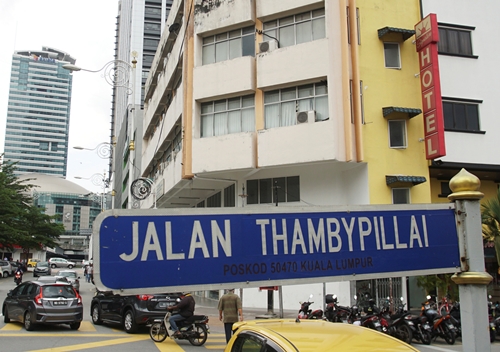 HOTEL
JALAN THAMBYPILLAI
POSKOD 50470 KUALA LUMPUR